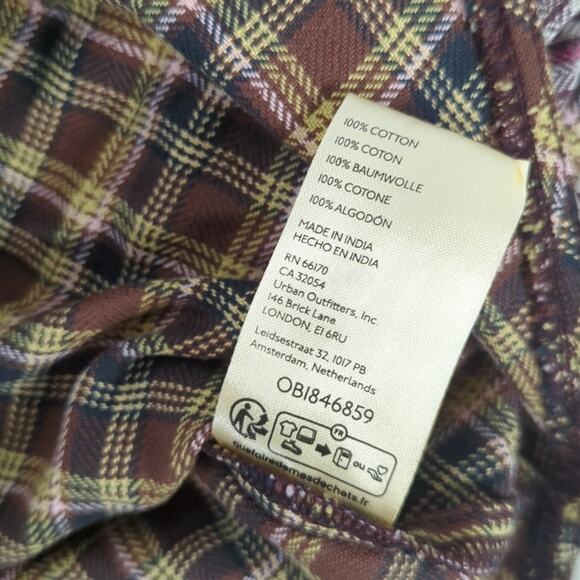 100% COTTON
100% COTON
100% BAUMWOLLE
100% COTONE
100% ALGODÓN
MADE IN INDIA
HECHO EN INDIA
RN 66170
CA 32054
Urban Outfitters, Inc
146 Brick Lane
LONDON, E1 6RU
Leidsestraat 32, 1017 PB
Amsterdam, Netherlands
OB1846859
FR
OU
quefairedemesdechets.fr